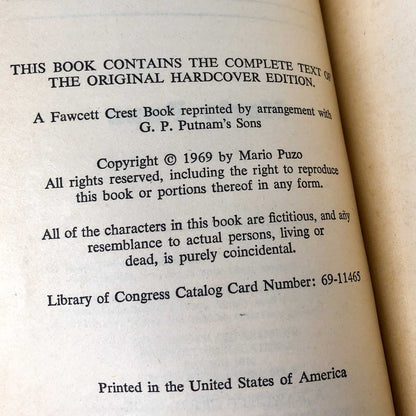 THIS BOOK CONTAINS THE COMPLETE TEXT OF
THE ORIGINAL HARDCOVER EDITION.
A Fawcett Crest Book reprinted by arrangement with
G. P. Putnam's Sons
Copyright © 1969 by Mario Puzo
All rights reserved, including the right to reproduce
this book or portions thereof in any form.
All of the characters in this book are fictitious, and any
resemblance to actual persons, living or
dead, is purely coincidental.
Library of Congress Catalog Card Number: 69-11465
Printed in the United States of America